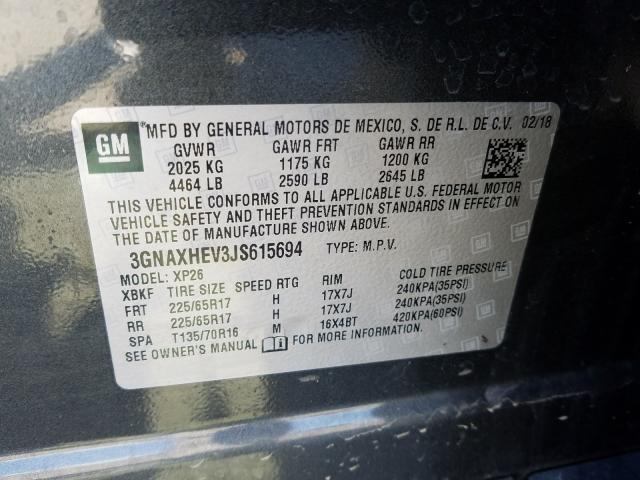 GM ® MFD BY GENERAL MOTORS DE MEXICO, S. DE R.L. DE C.V. 02/18
GVWR GAWR FRT GAWR RR
2025 KG 1175 KG 1200 KG
4464 LB 2590 LB 2645 LB
THIS VEHICLE CONFORMS TO ALL APPLICABLE U.S. FEDERAL MOTOR
VEHICLE SAFETY AND THEFT PREVENTION STANDARDS IN EFFECT ON
THE DATE OF MANUFACTURE SHOWN ABOVE.
3GNAXHEV3JS615694 TYPE: M.P.V.
MODEL: XP26
XBKF TIRE SIZE SPEED RTG RIM COLD TIRE PRESSURE
FRT 225/65R17 H 17X7J 240KPA(35PSI)
RR 225/65R17 H 17X7J 240KPA(35PSI)
SPA T135/70R16 M 16X4BT 420KPA(60PSI)
SEE OWNER'S MANUAL i FOR MORE INFORMATION.